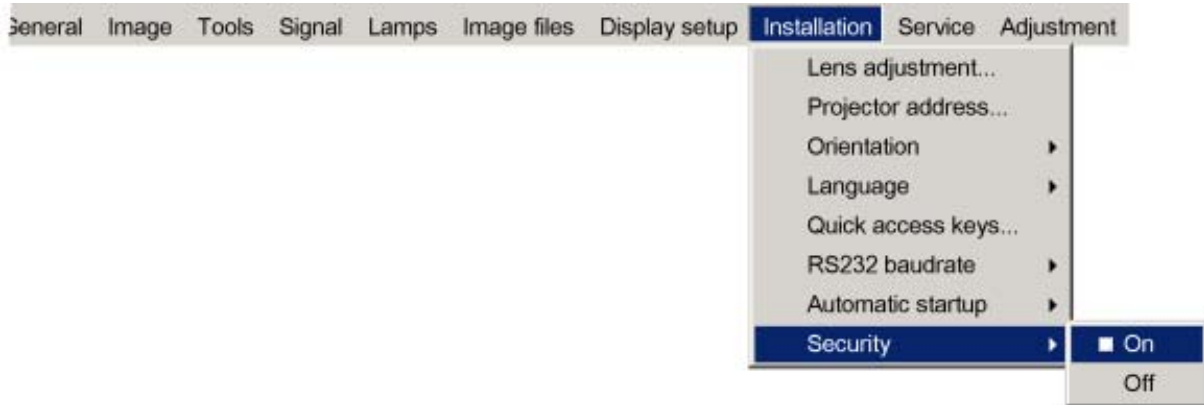 General Image Tools Signal Lamps Image files Display setup Installation Service Adjustment
Lens adjustment...
Projector address...
Orientation
Language
Quick access keys...
RS232 baudrate
Automatic startup
Security
On
Off